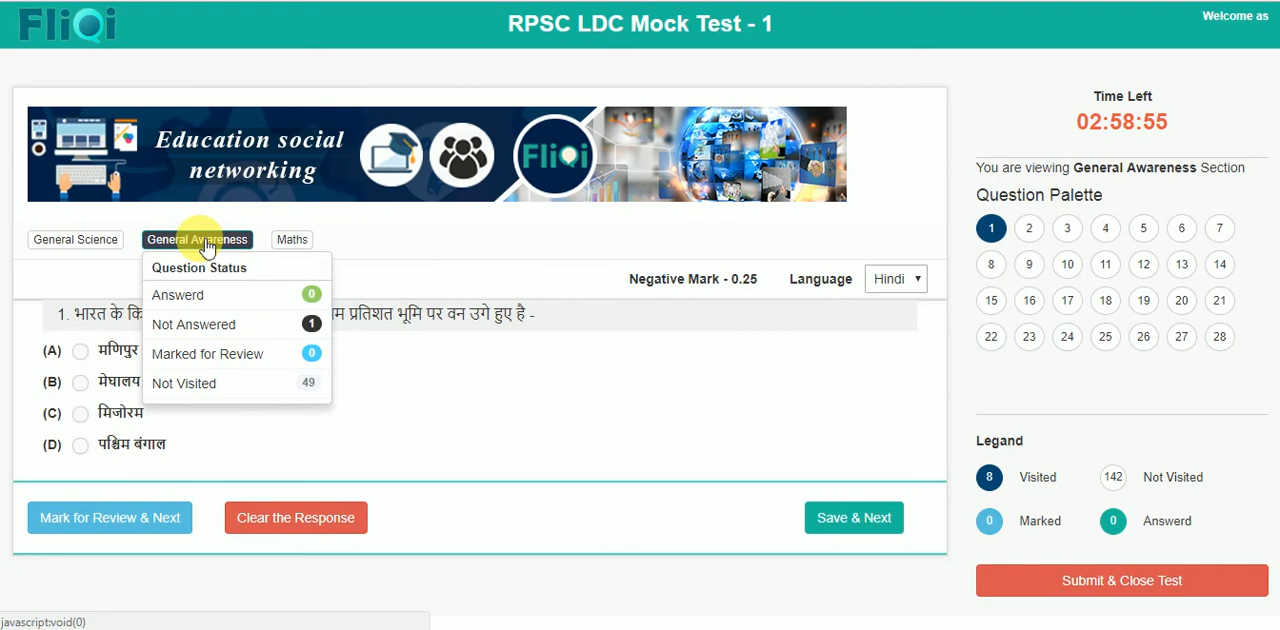 FliQi
RPSC LDC Mock Test - 1
Welcome as
Education social
networking
FliQi
General Science
General Awareness
Maths
Question Status
Answerd 0
Not Answered 1
Marked for Review 0
Not Visited 49
Negative Mark - 0.25 Language Hindi
1. भारत के म प्रतिशत भूमि पर वन उगे हुए है -
(A) मणिपुर
(B) मेघालय
(C) मिजोरम
(D) पश्चिम बंगाल
Mark for Review & Next
Clear the Response
Save & Next
Time Left
02:58:55
You are viewing General Awareness Section
Question Palette
1 2 3 4 5 6 7
8 9 10 11 12 13 14
15 16 17 18 19 20 21
22 23 24 25 26 27 28
Legand
8 Visited 142 Not Visited
0 Marked 0 Answerd
Submit & Close Test
javascript:void(0)